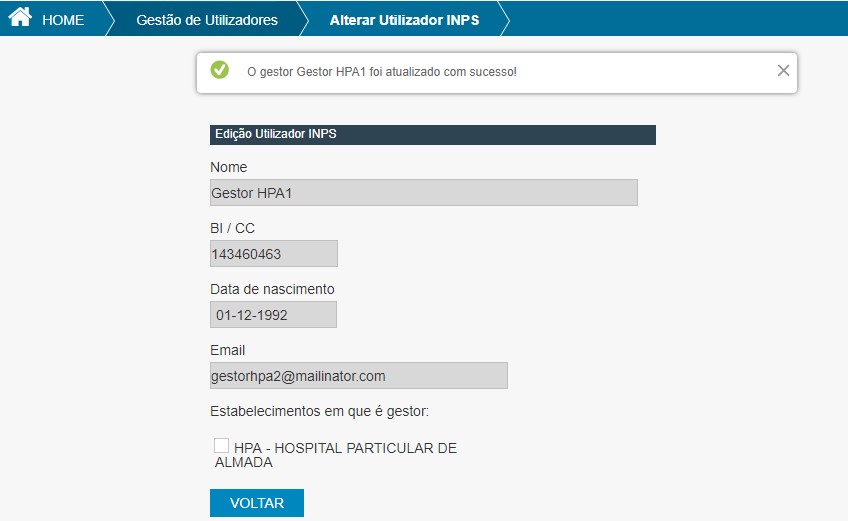 HOME
Gestão de Utilizadores
Alterar Utilizador INPS
O gestor Gestor HPA1 foi atualizado com sucesso!
Edição Utilizador INPS
Nome
Gestor HPA1
BI / CC
143460463
Data de nascimento
01-12-1992
Email
gestorhpa2@mailinator.com
Estabelecimentos em que é gestor:
HPA - HOSPITAL PARTICULAR DE
ALMADA
VOLTAR